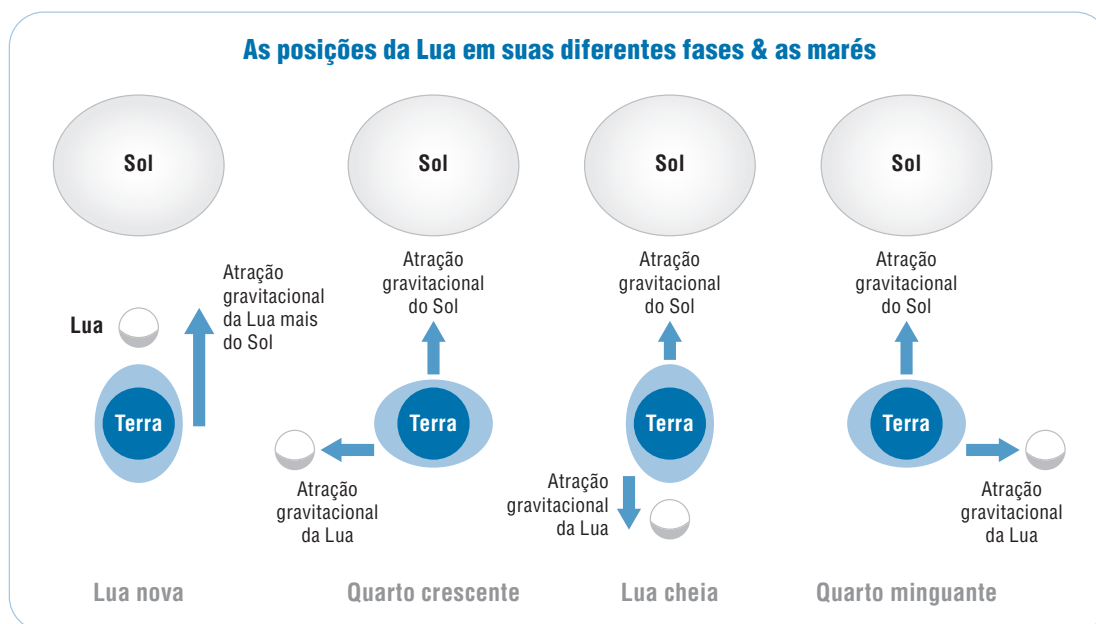 As posições da Lua em suas diferentes fases & as marés
Sol
Atração
gravitacional
da Lua mais
do Sol
Lua
Terra
Lua nova
Sol
Atração
gravitacional
do Sol
Terra
Atração
gravitacional
da Lua
Quarto crescente
Sol
Atração
gravitacional
do Sol
Terra
Atração
gravitacional
da Lua
Lua cheia
Sol
Atração
gravitacional
do Sol
Terra
Atração
gravitacional
da Lua
Quarto minguante